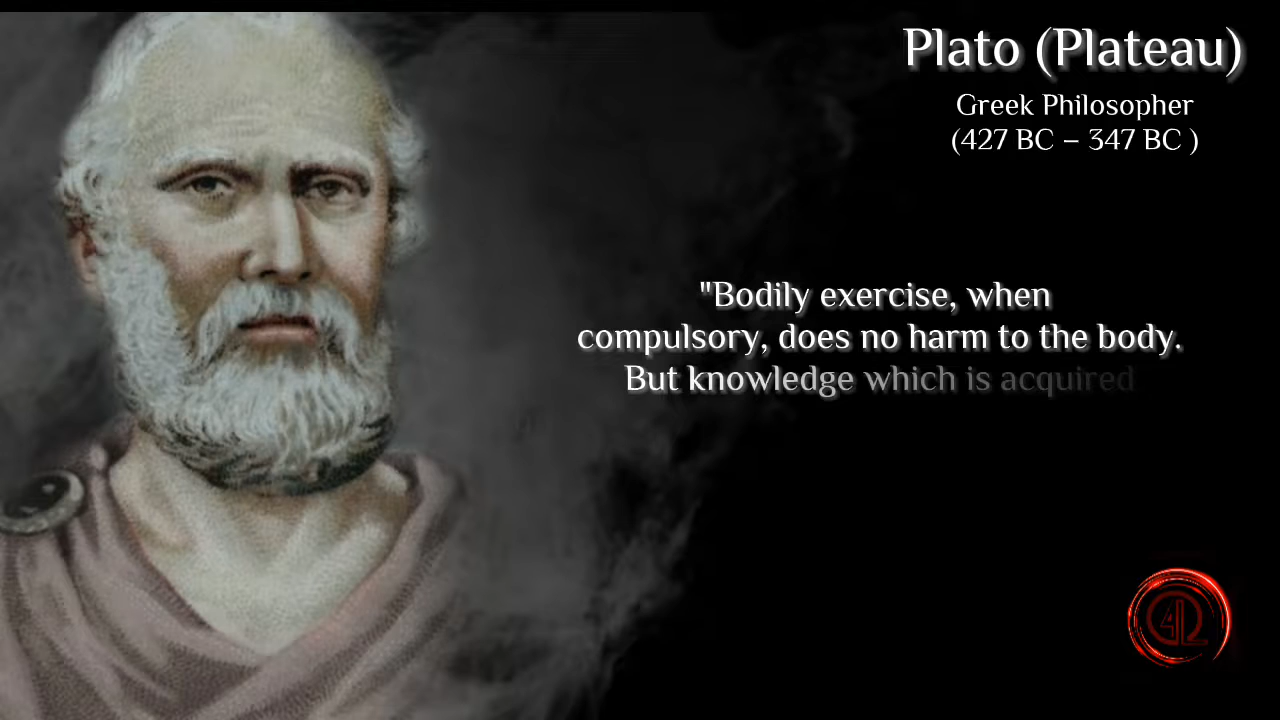 Plato (Plateau)
Greek Philosopher
(427 BC – 347 BC )
"Bodily exercise, when
compulsory, does no harm to the body.
But knowledge which is acquired